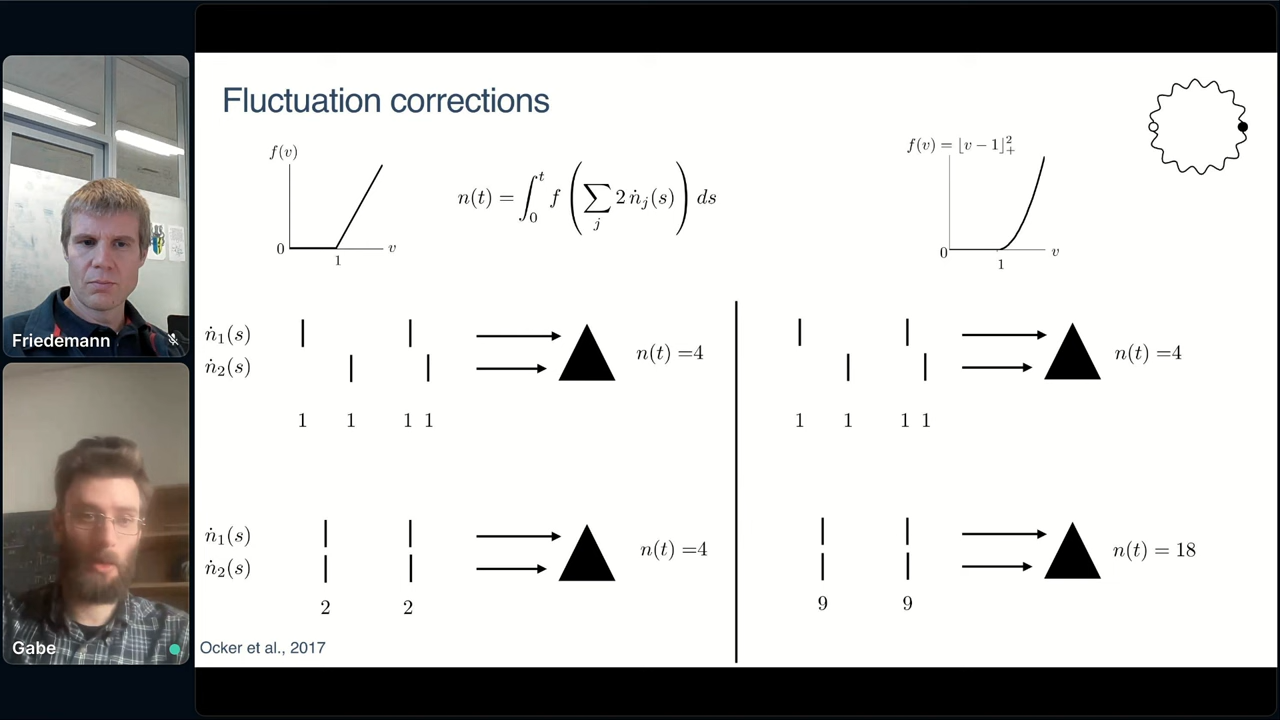 Fluctuation corrections
f(v)
0
1
v
n(t) = ∫₀ᵗ f ( ∑ⱼ 2 ṅⱼ(s) ) ds
f(v) = ⌊v − 1⌋²₊
0
1
v
ṅ₁(s)
ṅ₂(s)
n(t) =4
1 1 1 1
n(t) =4
1 1 1 1
ṅ₁(s)
ṅ₂(s)
n(t) =4
2 2
n(t) = 18
9 9
Ocker et al., 2017
Friedemann
Gabe